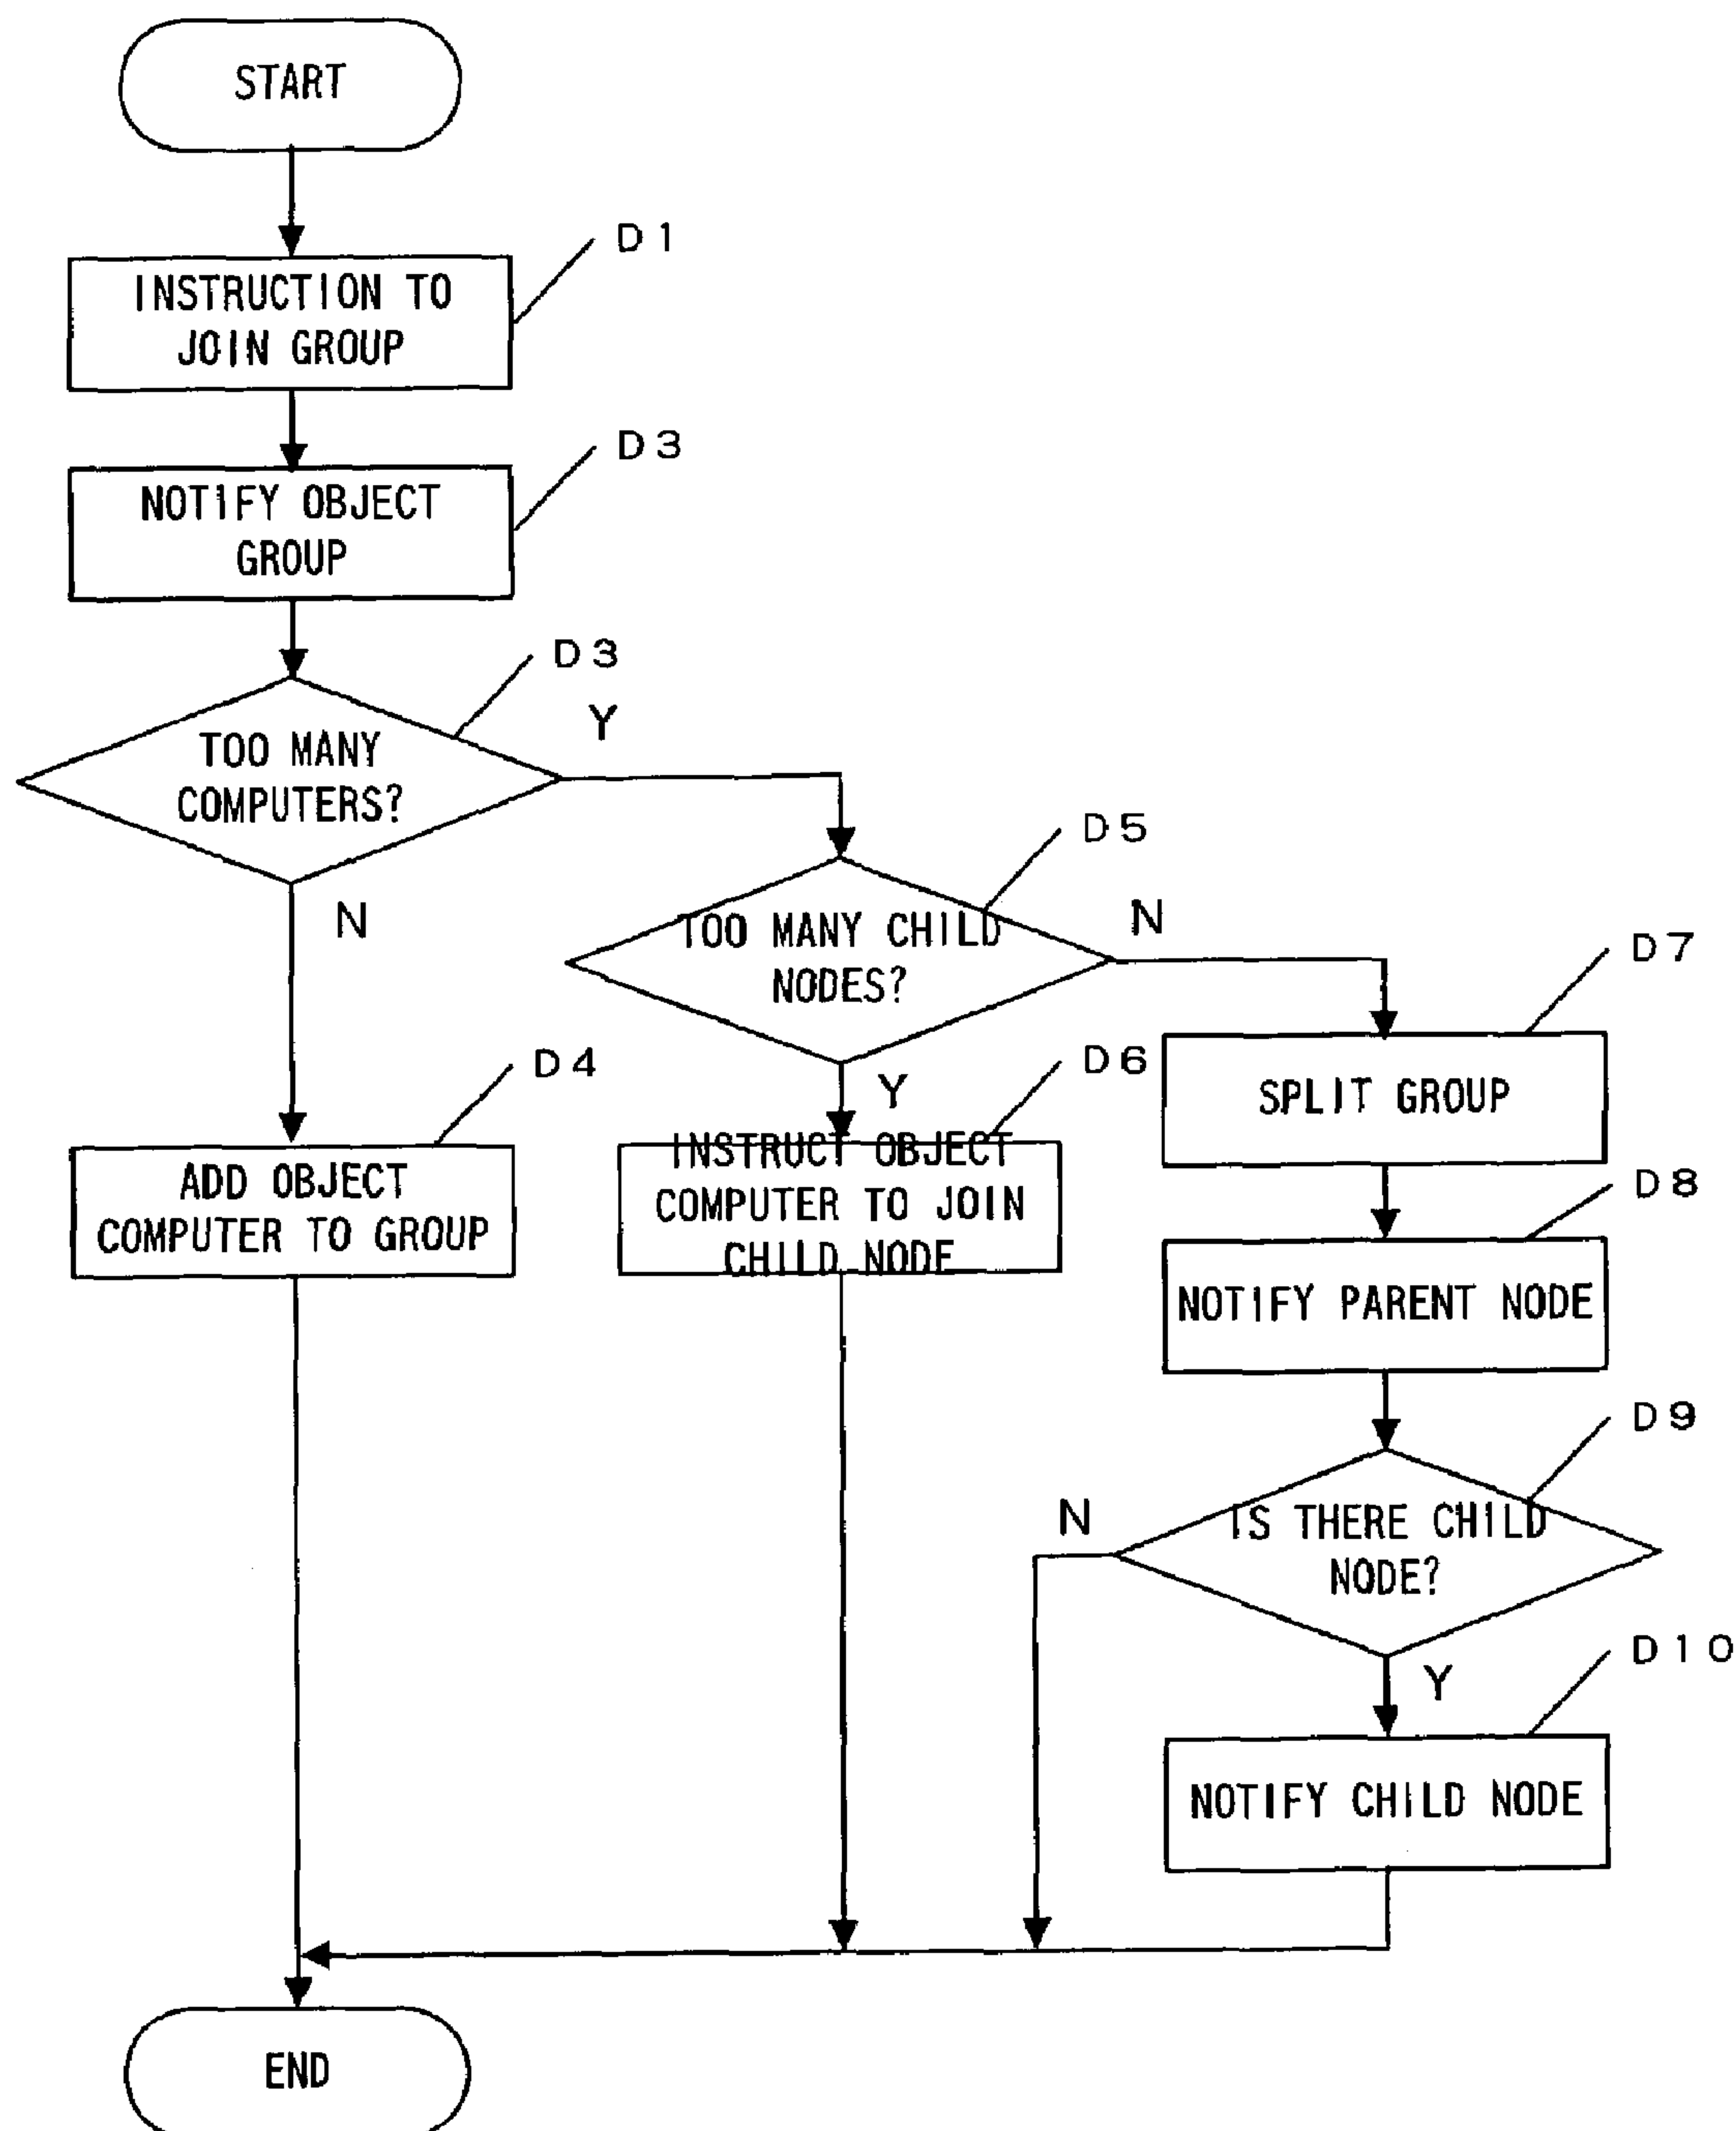 START
D1
INSTRUCTION TO
JOIN GROUP
D3
NOTIFY OBJECT
GROUP
D3
TOO MANY
COMPUTERS?
Y
N
D5
TOO MANY CHILD
NODES?
N
Y
D4
ADD OBJECT
COMPUTER TO GROUP
D6
INSTRUCT OBJECT
COMPUTER TO JOIN
CHILD NODE
D7
SPLIT GROUP
D8
NOTIFY PARENT NODE
D9
IS THERE CHILD
NODE?
N
Y
D10
NOTIFY CHILD NODE
END